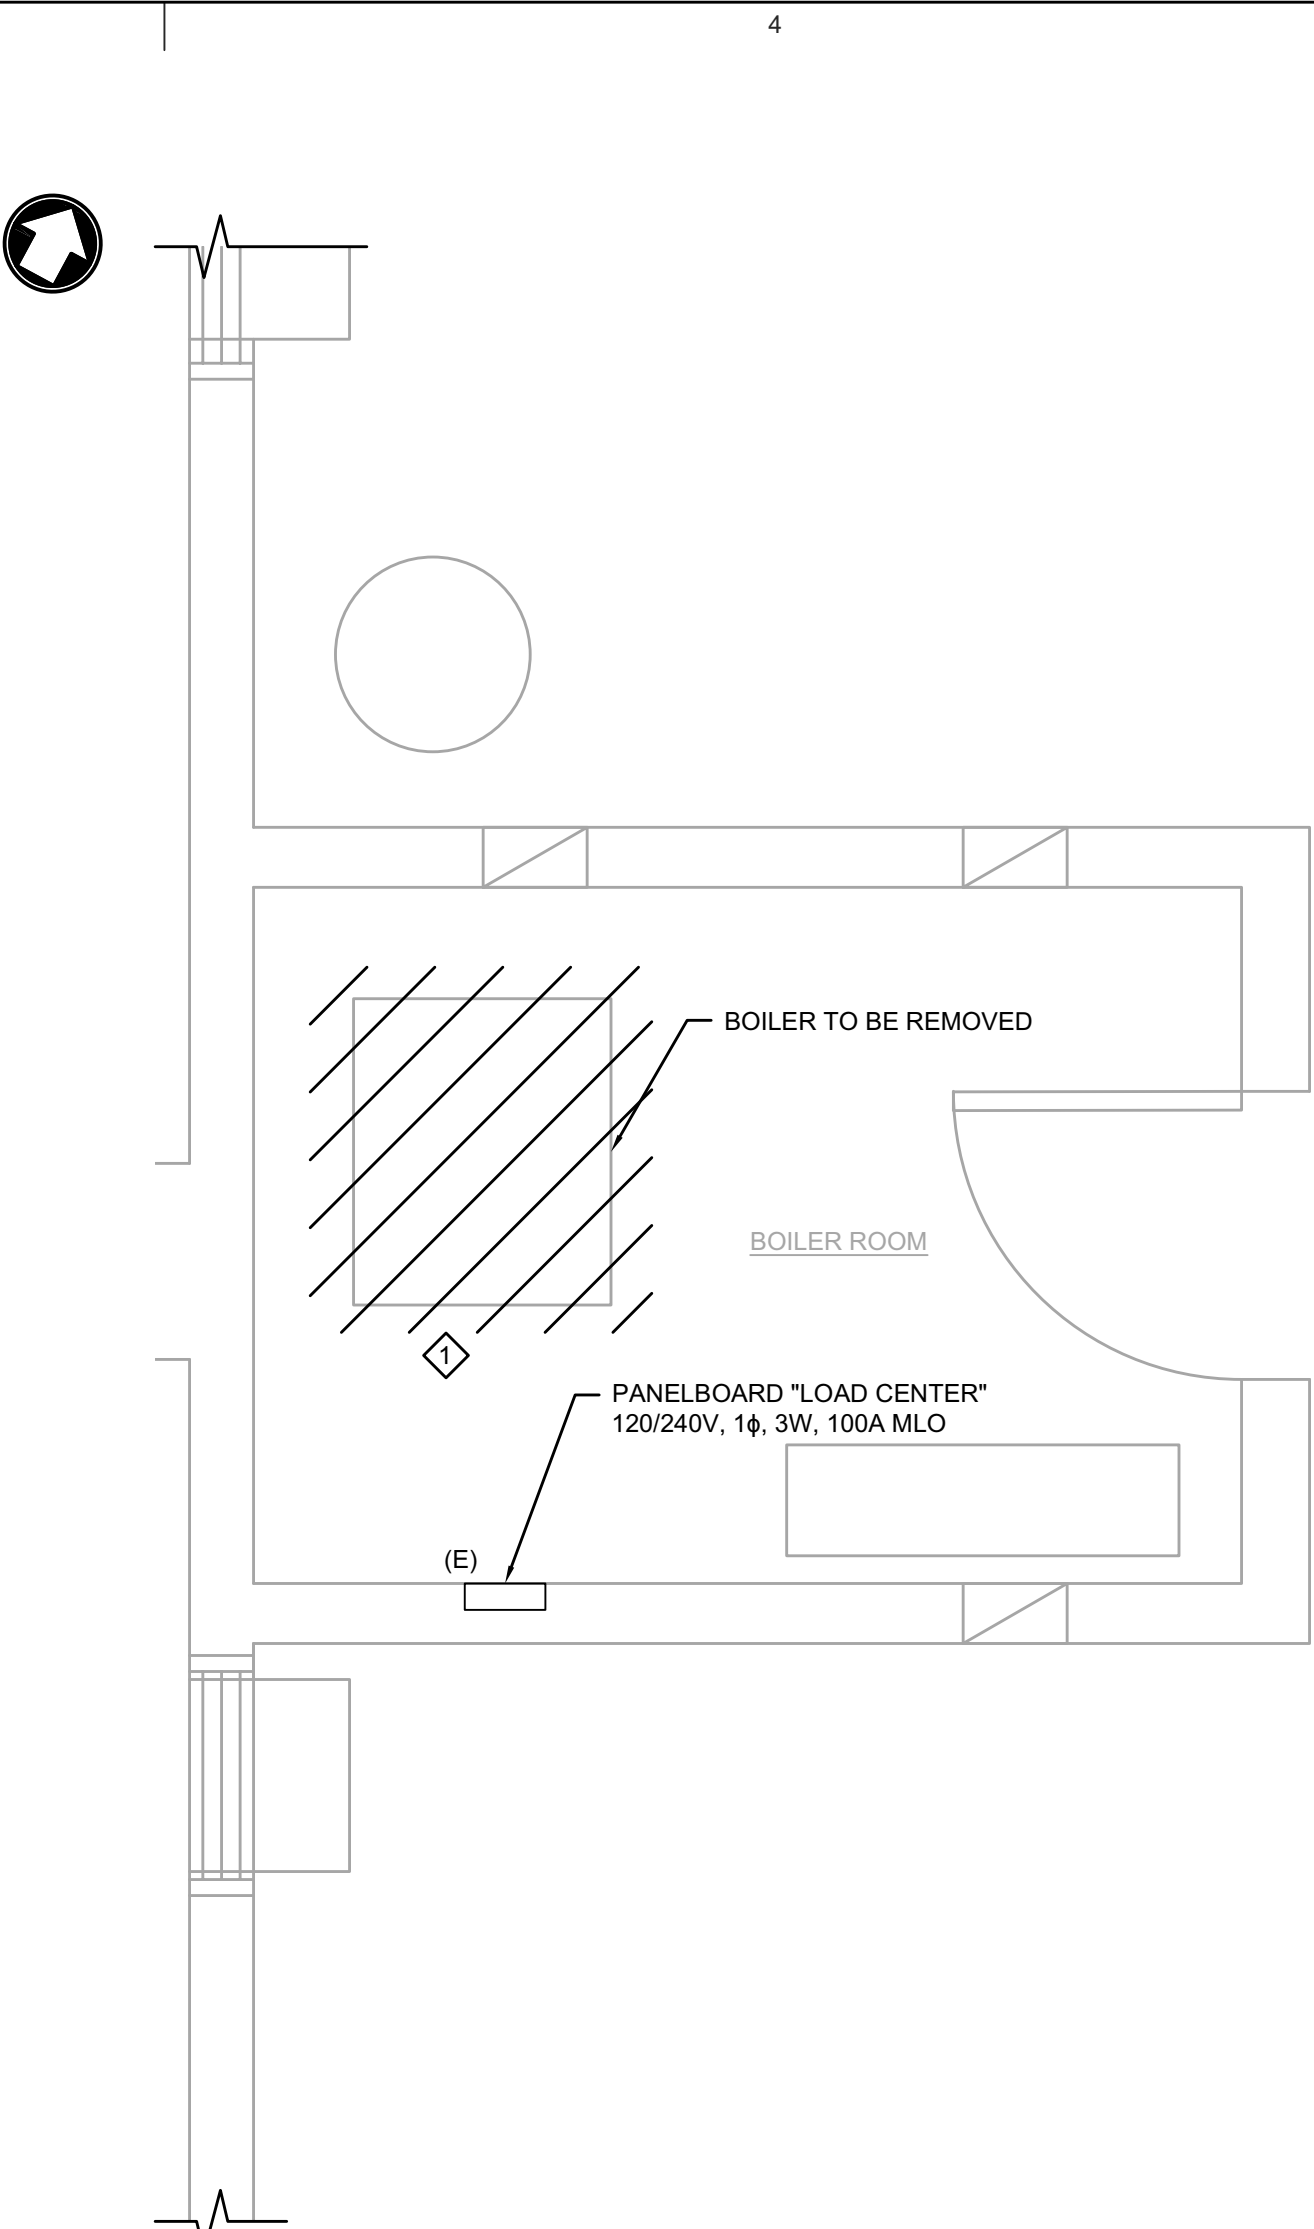 4
BOILER TO BE REMOVED
BOILER ROOM
1
PANELBOARD "LOAD CENTER"
120/240V, 1ϕ, 3W, 100A MLO
(E)